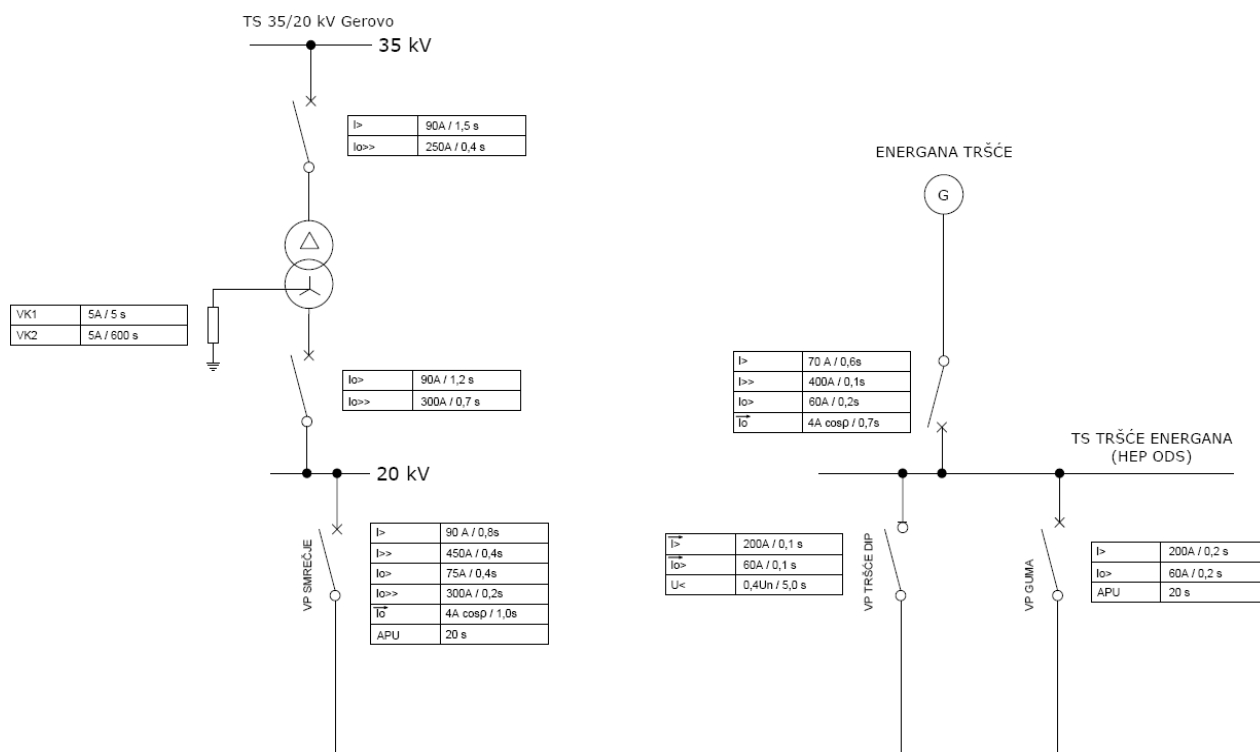 TS 35/20 kV Gerovo
35 kV
I> 90A / 1,5 s
Io>> 250A / 0,4 s
VK1 5A / 5 s
VK2 5A / 600 s
Io> 90A / 1,2 s
Io>> 300A / 0,7 s
20 kV
VP SMREČJE
I> 90 A / 0,8s
I>> 450A / 0,4s
Io> 75A / 0,4s
Io>> 300A / 0,2s
Io 4A cosρ / 1,0s
APU 20 s
ENERGANA TRŠĆE
G
I> 70 A / 0,6s
I>> 400A / 0,1s
Io> 60A / 0,2s
Io 4A cosρ / 0,7s
TS TRŠĆE ENERGANA
(HEP ODS)
I> 200A / 0,1 s
Io> 60A / 0,1 s
U< 0,4Un / 5,0 s
VP TRŠĆE DIP
VP GUMA
I> 200A / 0,2 s
Io> 60A / 0,2 s
APU 20 s